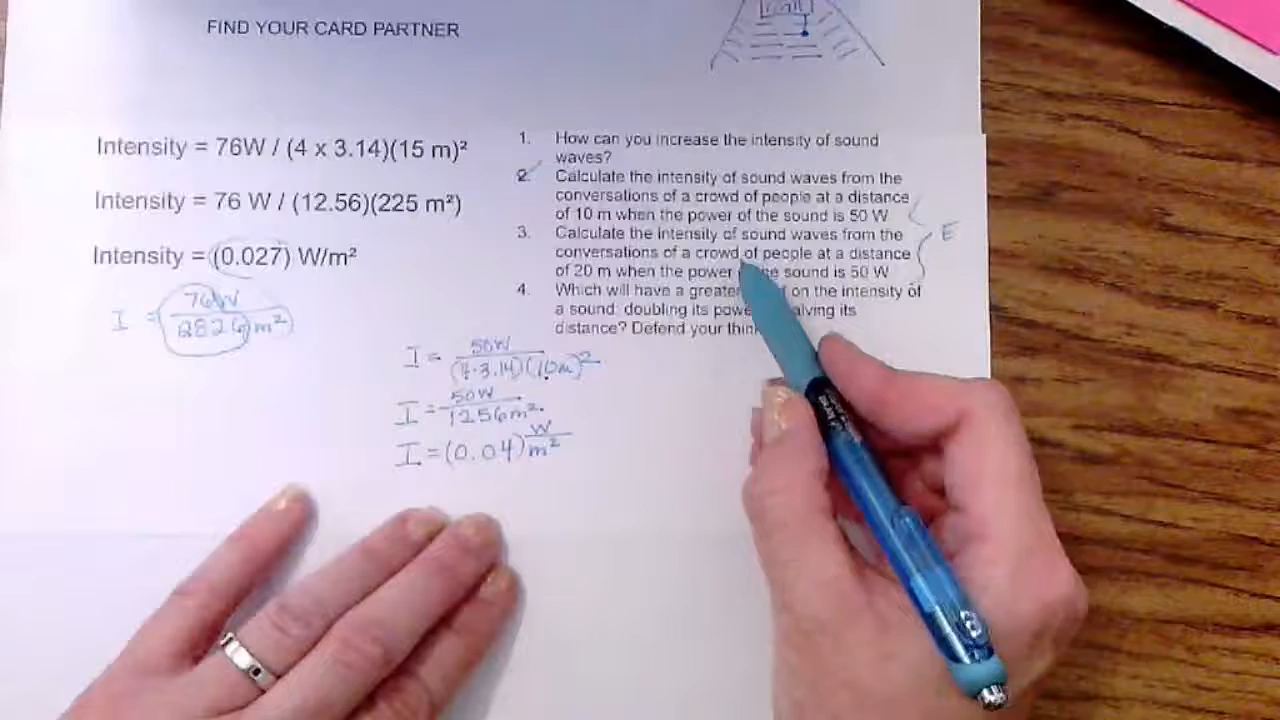 FIND YOUR CARD PARTNER
Intensity = 76W / (4 x 3.14)(15 m)²
Intensity = 76 W / (12.56)(225 m²)
Intensity = (0.027) W/m²
I = 76W
2826 m²
1. How can you increase the intensity of sound
waves?
2. Calculate the intensity of sound waves from the
conversations of a crowd of people at a distance
of 10 m when the power of the sound is 50 W
3. Calculate the intensity of sound waves from the
conversations of a crowd of people at a distance
of 20 m when the power sound is 50 W
E
4. Which will have a greater on the intensity of
a sound: doubling its its
distance? Defend your
I = 50W
(4·3.14)(10m)²
I = 50W
1256m².
I = (0.04) W
m²